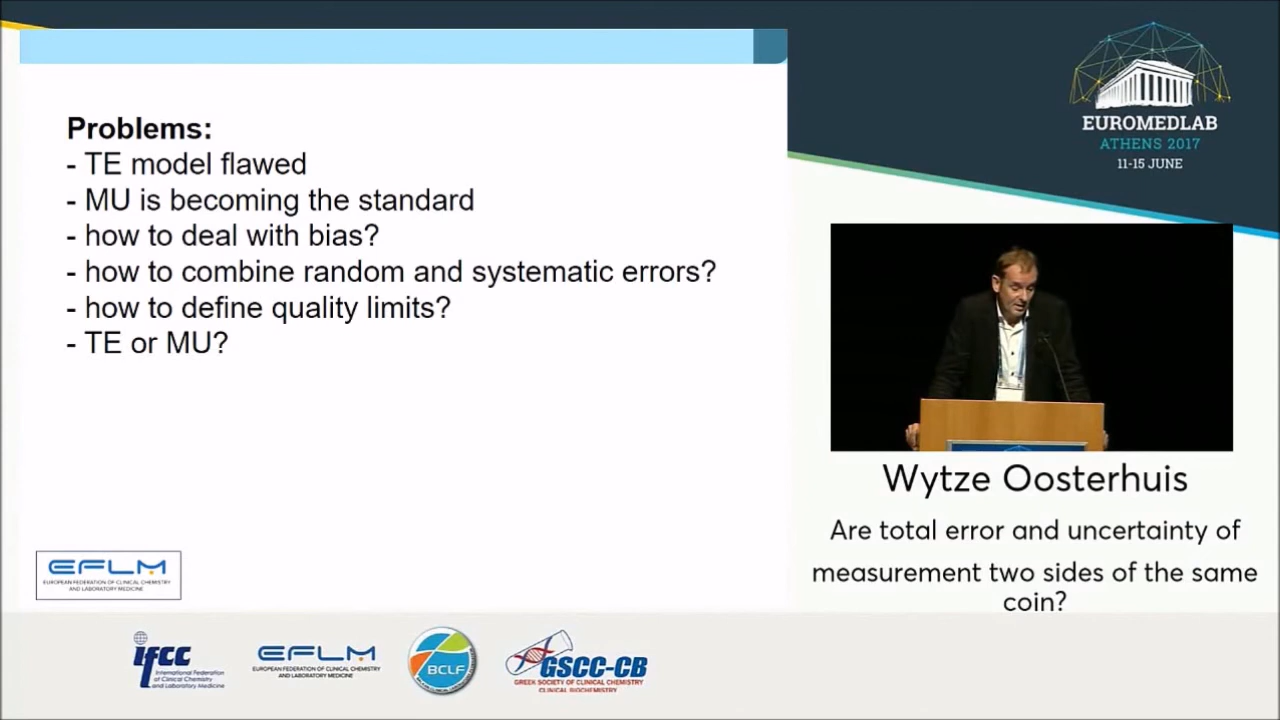 Problems:
- TE model flawed
- MU is becoming the standard
- how to deal with bias?
- how to combine random and systematic errors?
- how to define quality limits?
- TE or MU?
EFLM
EUROPEAN FEDERATION OF CLINICAL CHEMISTRY
AND LABORATORY MEDICINE
EUROMEDLAB
ATHENS 2017
11-15 JUNE
Wytze Oosterhuis
Are total error and uncertainty of
measurement two sides of the same
coin?
ifcc
International Federation
of Clinical Chemistry
and Laboratory Medicine
EFLM
EUROPEAN FEDERATION OF CLINICAL CHEMISTRY
AND LABORATORY MEDICINE
BCLF
GSCC-CB
GREEK SOCIETY OF CLINICAL CHEMISTRY
CLINICAL BIOCHEMISTRY